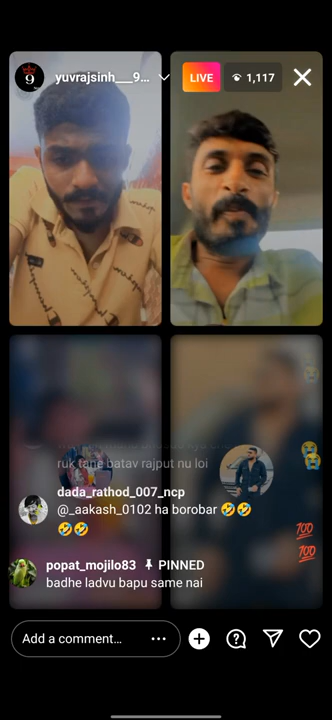 9
yuvrajsinh___9...
LIVE
1,117
ruk tane batav rajput nu loi
dada_rathod_007_ncp
@_aakash_0102 ha borobar 🤣🤣
🤣🤣
popat_mojilo83 PINNED
badhe ladvu bapu same nai
💯
💯
Add a comment...